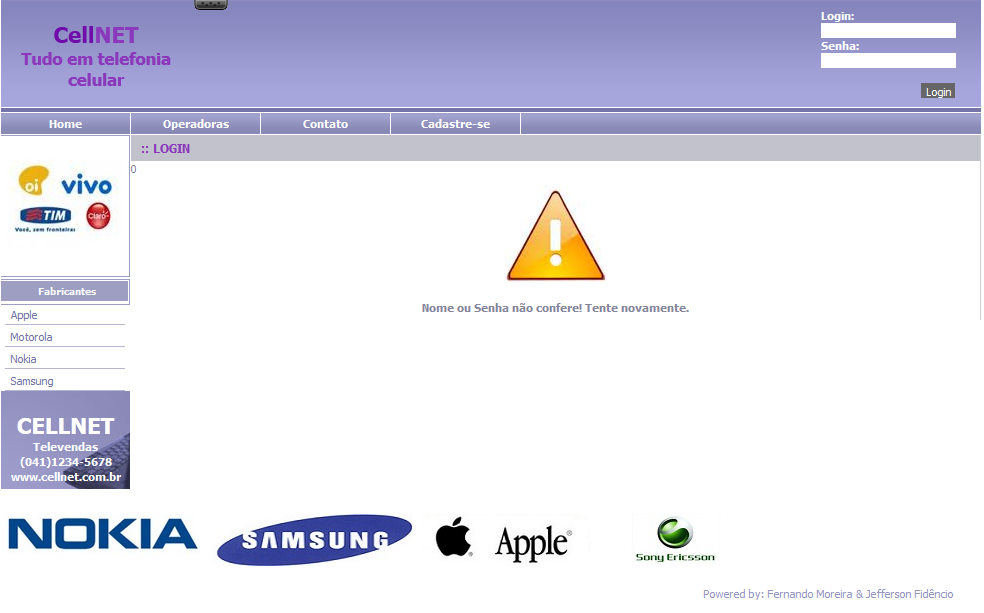 CellNET
Tudo em telefonia
celular
Login:
Senha:
Login
Home
Operadoras
Contato
Cadastre-se
oi
vivo
TIM
Você, sem fronteiras
Claro
:: LOGIN
0
Nome ou Senha não confere! Tente novamente.
Fabricantes
Apple
Motorola
Nokia
Samsung
CELLNET
Televendas
(041)1234-5678
www.cellnet.com.br
NOKIA
SAMSUNG
Apple
Sony Ericsson
Powered by: Fernando Moreira & Jefferson Fidêncio